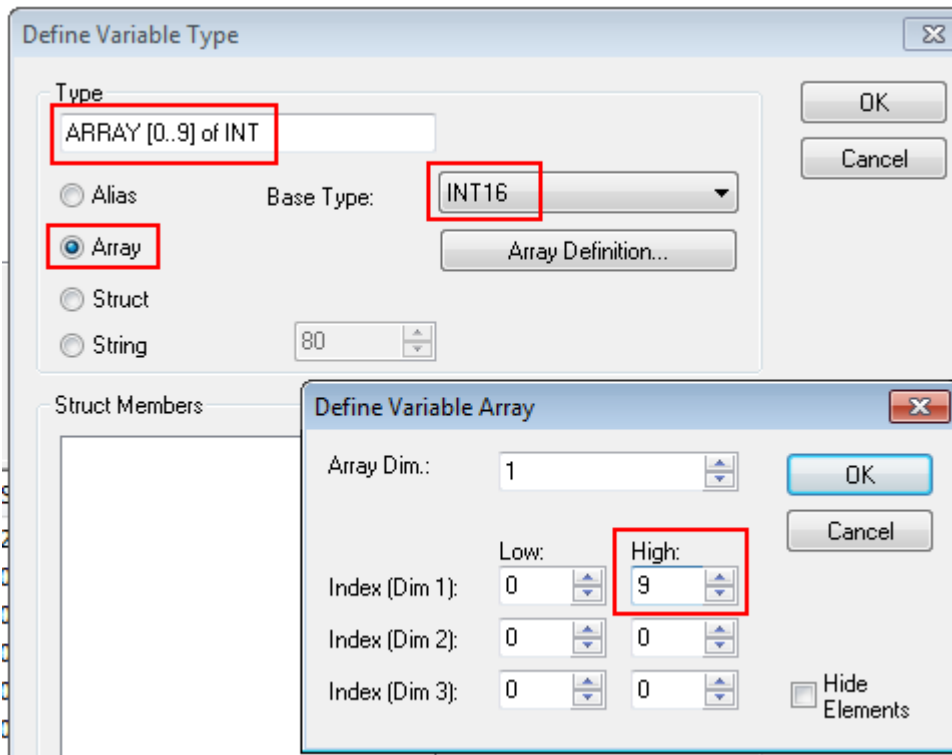 Define Variable Type
Type
OK
ARRAY [0..9] of INT
Cancel
Alias Base Type: INT16
Array Array Definition...
Struct
String 80
Struct Members
Define Variable Array
Array Dim.: 1 OK
Cancel
Low: High:
Index (Dim 1): 0 9
Index (Dim 2): 0 0
Index (Dim 3): 0 0
Hide
Elements